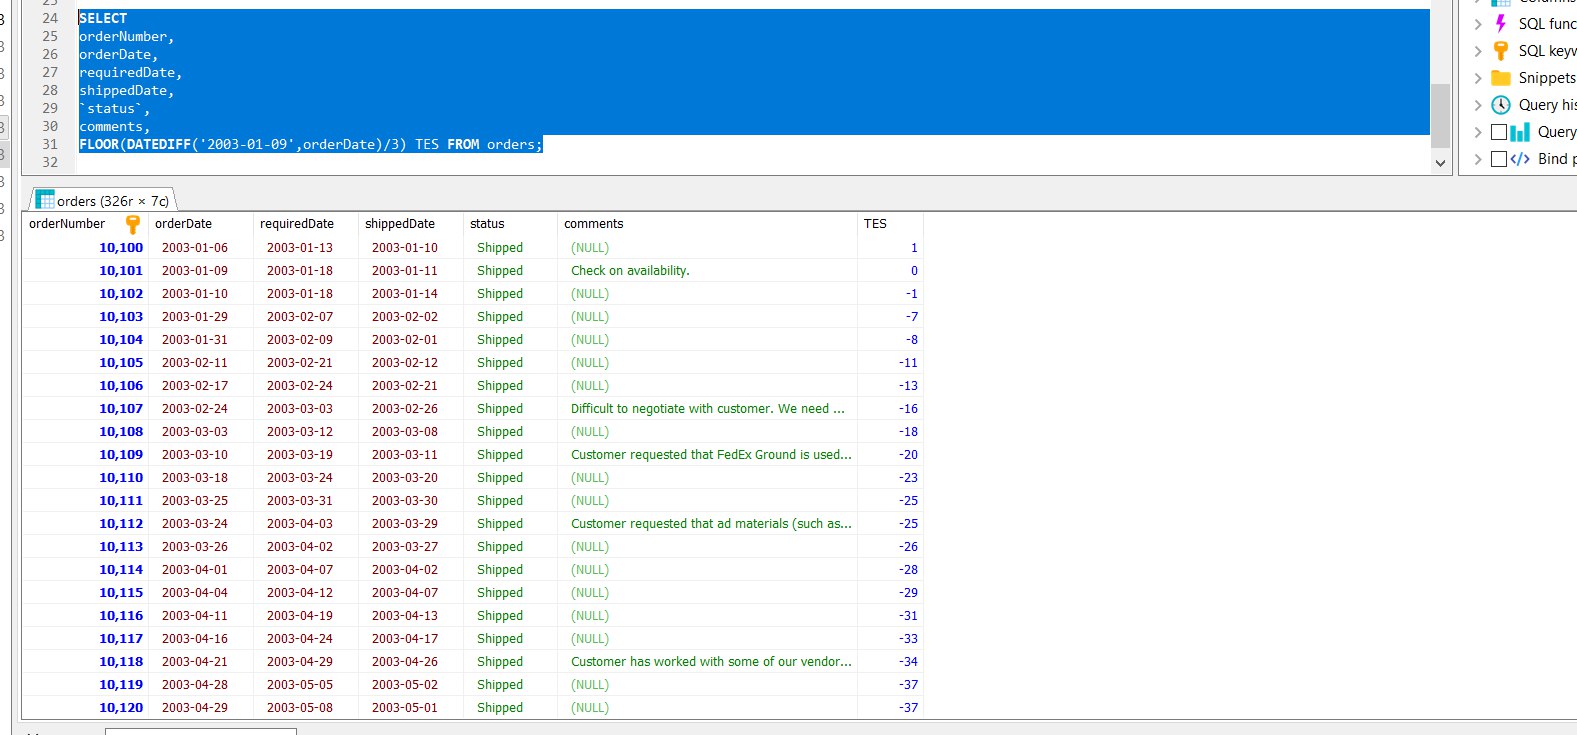 23
24 SELECT
25 orderNumber,
26 orderDate,
27 requiredDate,
28 shippedDate,
29 `status`,
30 comments,
31 FLOOR(DATEDIFF('2003-01-09',orderDate)/3) TES FROM orders;
32
Columns
SQL func
SQL keyw
Snippets
Query his
Query
Bind p
orders (326r × 7c)
orderNumber orderDate requiredDate shippedDate status comments TES
10,100 2003-01-06 2003-01-13 2003-01-10 Shipped (NULL) 1
10,101 2003-01-09 2003-01-18 2003-01-11 Shipped Check on availability. 0
10,102 2003-01-10 2003-01-18 2003-01-14 Shipped (NULL) -1
10,103 2003-01-29 2003-02-07 2003-02-02 Shipped (NULL) -7
10,104 2003-01-31 2003-02-09 2003-02-01 Shipped (NULL) -8
10,105 2003-02-11 2003-02-21 2003-02-12 Shipped (NULL) -11
10,106 2003-02-17 2003-02-24 2003-02-21 Shipped (NULL) -13
10,107 2003-02-24 2003-03-03 2003-02-26 Shipped Difficult to negotiate with customer. We need ... -16
10,108 2003-03-03 2003-03-12 2003-03-08 Shipped (NULL) -18
10,109 2003-03-10 2003-03-19 2003-03-11 Shipped Customer requested that FedEx Ground is used... -20
10,110 2003-03-18 2003-03-24 2003-03-20 Shipped (NULL) -23
10,111 2003-03-25 2003-03-31 2003-03-30 Shipped (NULL) -25
10,112 2003-03-24 2003-04-03 2003-03-29 Shipped Customer requested that ad materials (such as... -25
10,113 2003-03-26 2003-04-02 2003-03-27 Shipped (NULL) -26
10,114 2003-04-01 2003-04-07 2003-04-02 Shipped (NULL) -28
10,115 2003-04-04 2003-04-12 2003-04-07 Shipped (NULL) -29
10,116 2003-04-11 2003-04-19 2003-04-13 Shipped (NULL) -31
10,117 2003-04-16 2003-04-24 2003-04-17 Shipped (NULL) -33
10,118 2003-04-21 2003-04-29 2003-04-26 Shipped Customer has worked with some of our vendor... -34
10,119 2003-04-28 2003-05-05 2003-05-02 Shipped (NULL) -37
10,120 2003-04-29 2003-05-08 2003-05-01 Shipped (NULL) -37